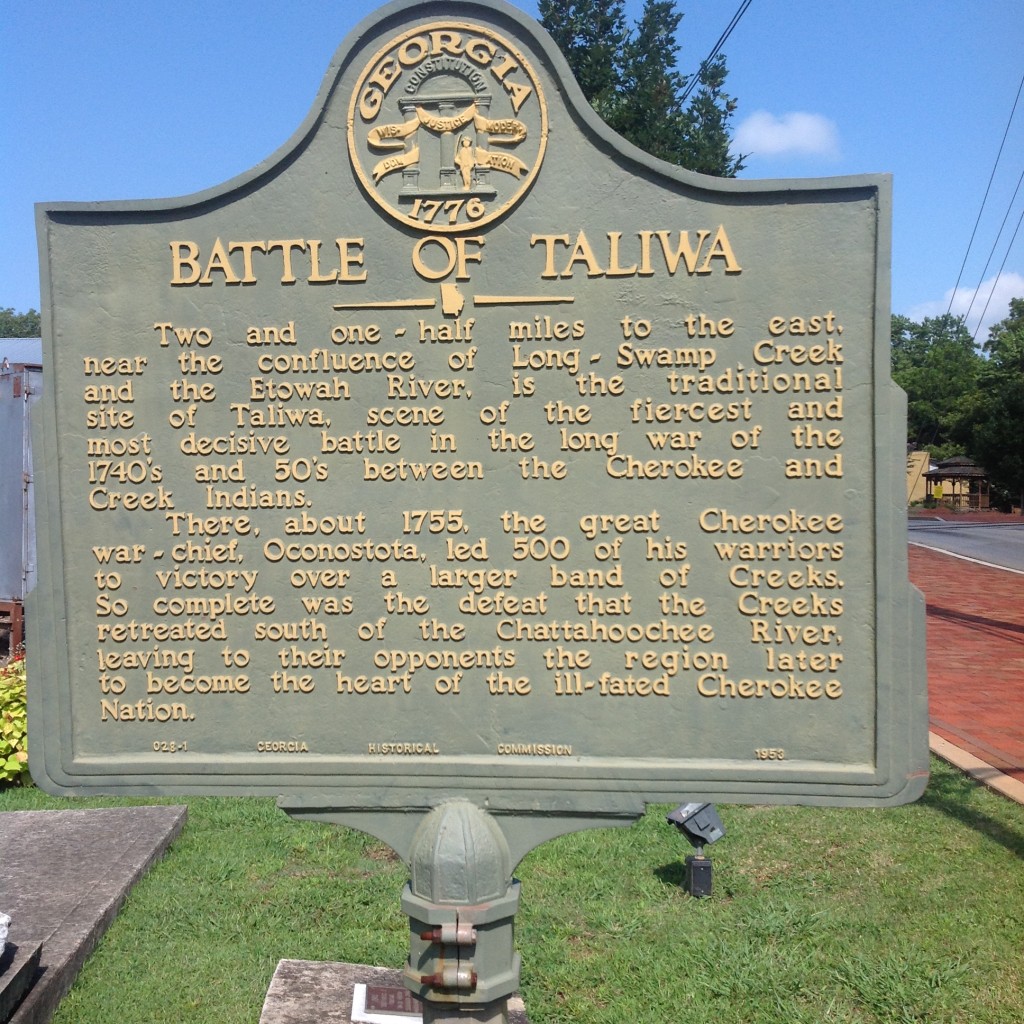 GEORGIA
CONSTITUTION
WIS JUSTICE MODER
DON ATION
1776
BATTLE OF TALIWA
Two and one-half miles to the east,
near the confluence of Long-Swamp Creek
and the Etowah River, is the traditional
site of Taliwa, scene of the fiercest and
most decisive battle in the long war of the
1740's and 50's between the Cherokee and
Creek Indians.
There, about 1755, the great Cherokee
war-chief, Oconostota, led 500 of his warriors
to victory over a larger band of Creeks.
So complete was the defeat that the Creeks
retreated south of the Chattahoochee River,
leaving to their opponents the region later
to become the heart of the ill-fated Cherokee
Nation.
028-1 GEORGIA HISTORICAL COMMISSION 1953